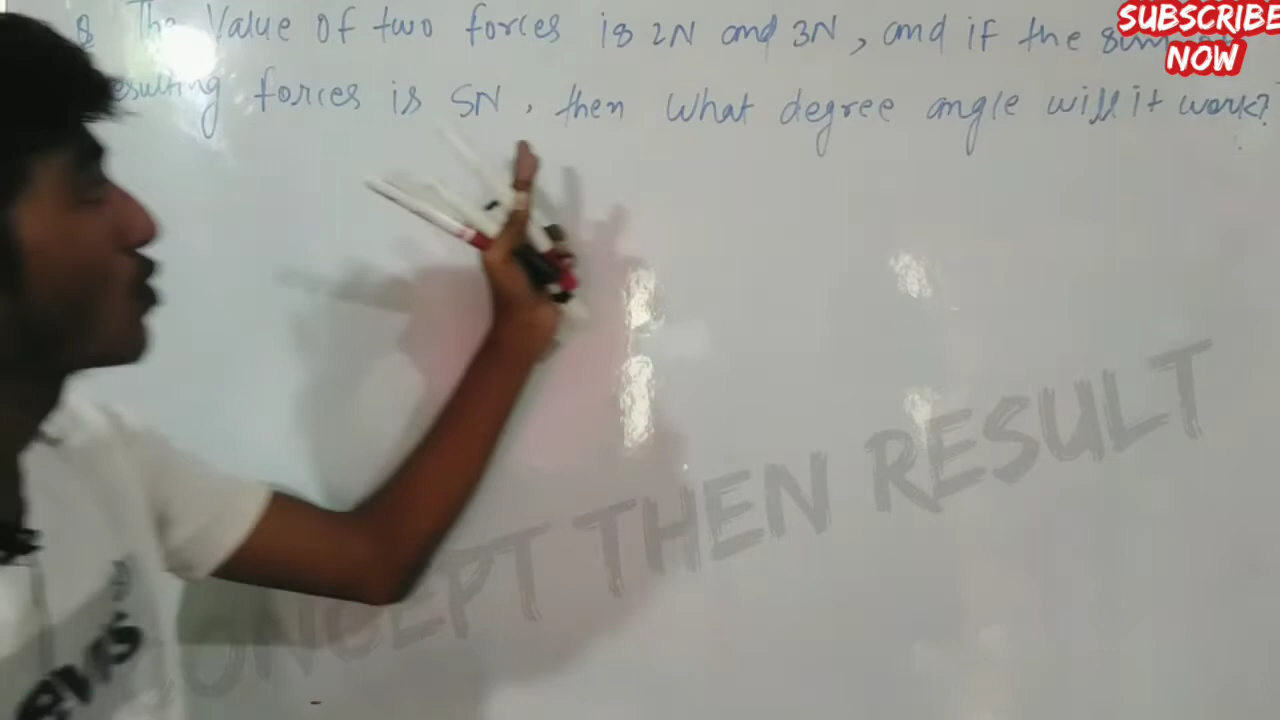 Q The Value Of two forces is 2N and 3N, and if the
resulting forces is 5N, then what degree angle will it work?
SUBSCRIBE
NOW
CONCEPT THEN RESULT